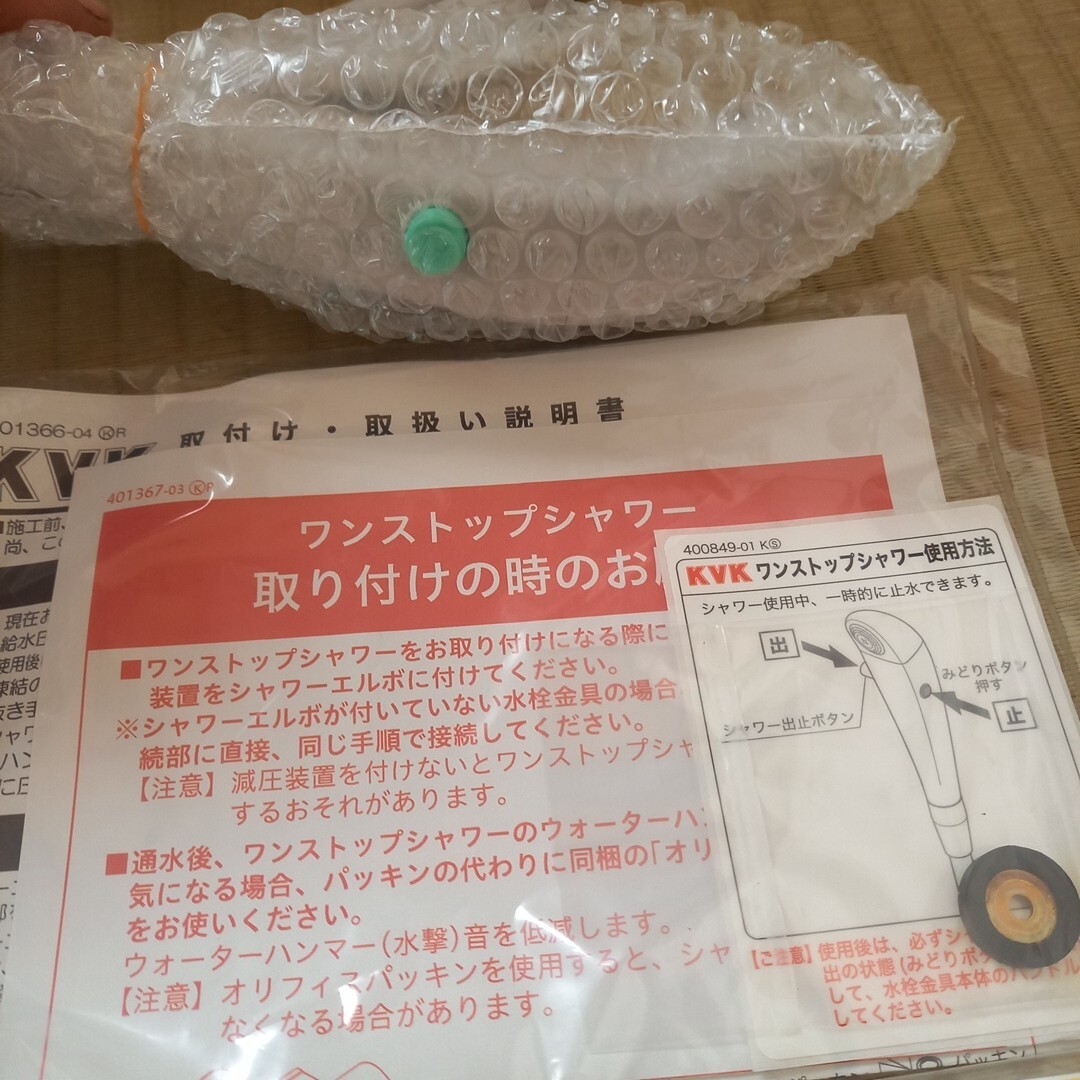 01366-04 ⓀR
KVK 取付け・取扱い説明書
■施工前、
尚、こ
現在お
給水圧
使用後
凍結の
抜き手
シャワ
ハン
に圧
401367-03 ⓀR
ワンストップシャワー
取り付けの時のお
■ワンストップシャワーをお取り付けになる際に
装置をシャワーエルボに付けてください。
※シャワーエルボが付いていない水栓金具の場合
続部に直接、同じ手順で接続してください。
【注意】減圧装置を付けないとワンストップシャ
するおそれがあります。
■通水後、ワンストップシャワーのウォーターハン
気になる場合、パッキンの代わりに同梱の「オリ
をお使いください。
ウォーターハンマー(水撃)音を低減します。
【注意】オリフィスパッキンを使用すると、シャワ
なくなる場合があります。
400849-01 KⓈ
KVK ワンストップシャワー使用方法
シャワー使用中、一時的に止水できます。
出
みどりボタン
押す
シャワー出止ボタン
止
【ご注意】使用後は、必ずシ
出の状態(みどりボタ
して、水栓金具本体のハンドル
してください。
パッキン